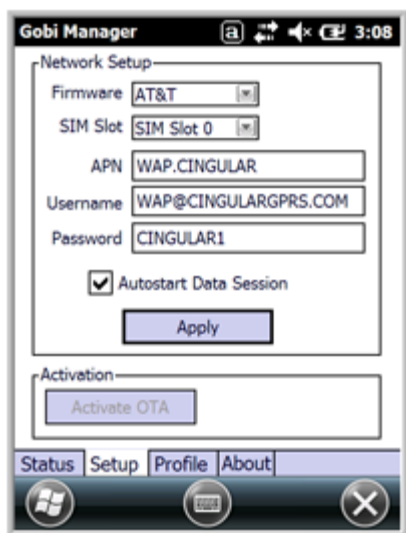 Gobi Manager a 3:08
Network Setup
Firmware AT&T
SIM Slot SIM Slot 0
APN WAP.CINGULAR
Username WAP@CINGULARGPRS.COM
Password CINGULAR1
Autostart Data Session
Apply
Activation
Activate OTA
Status Setup Profile About